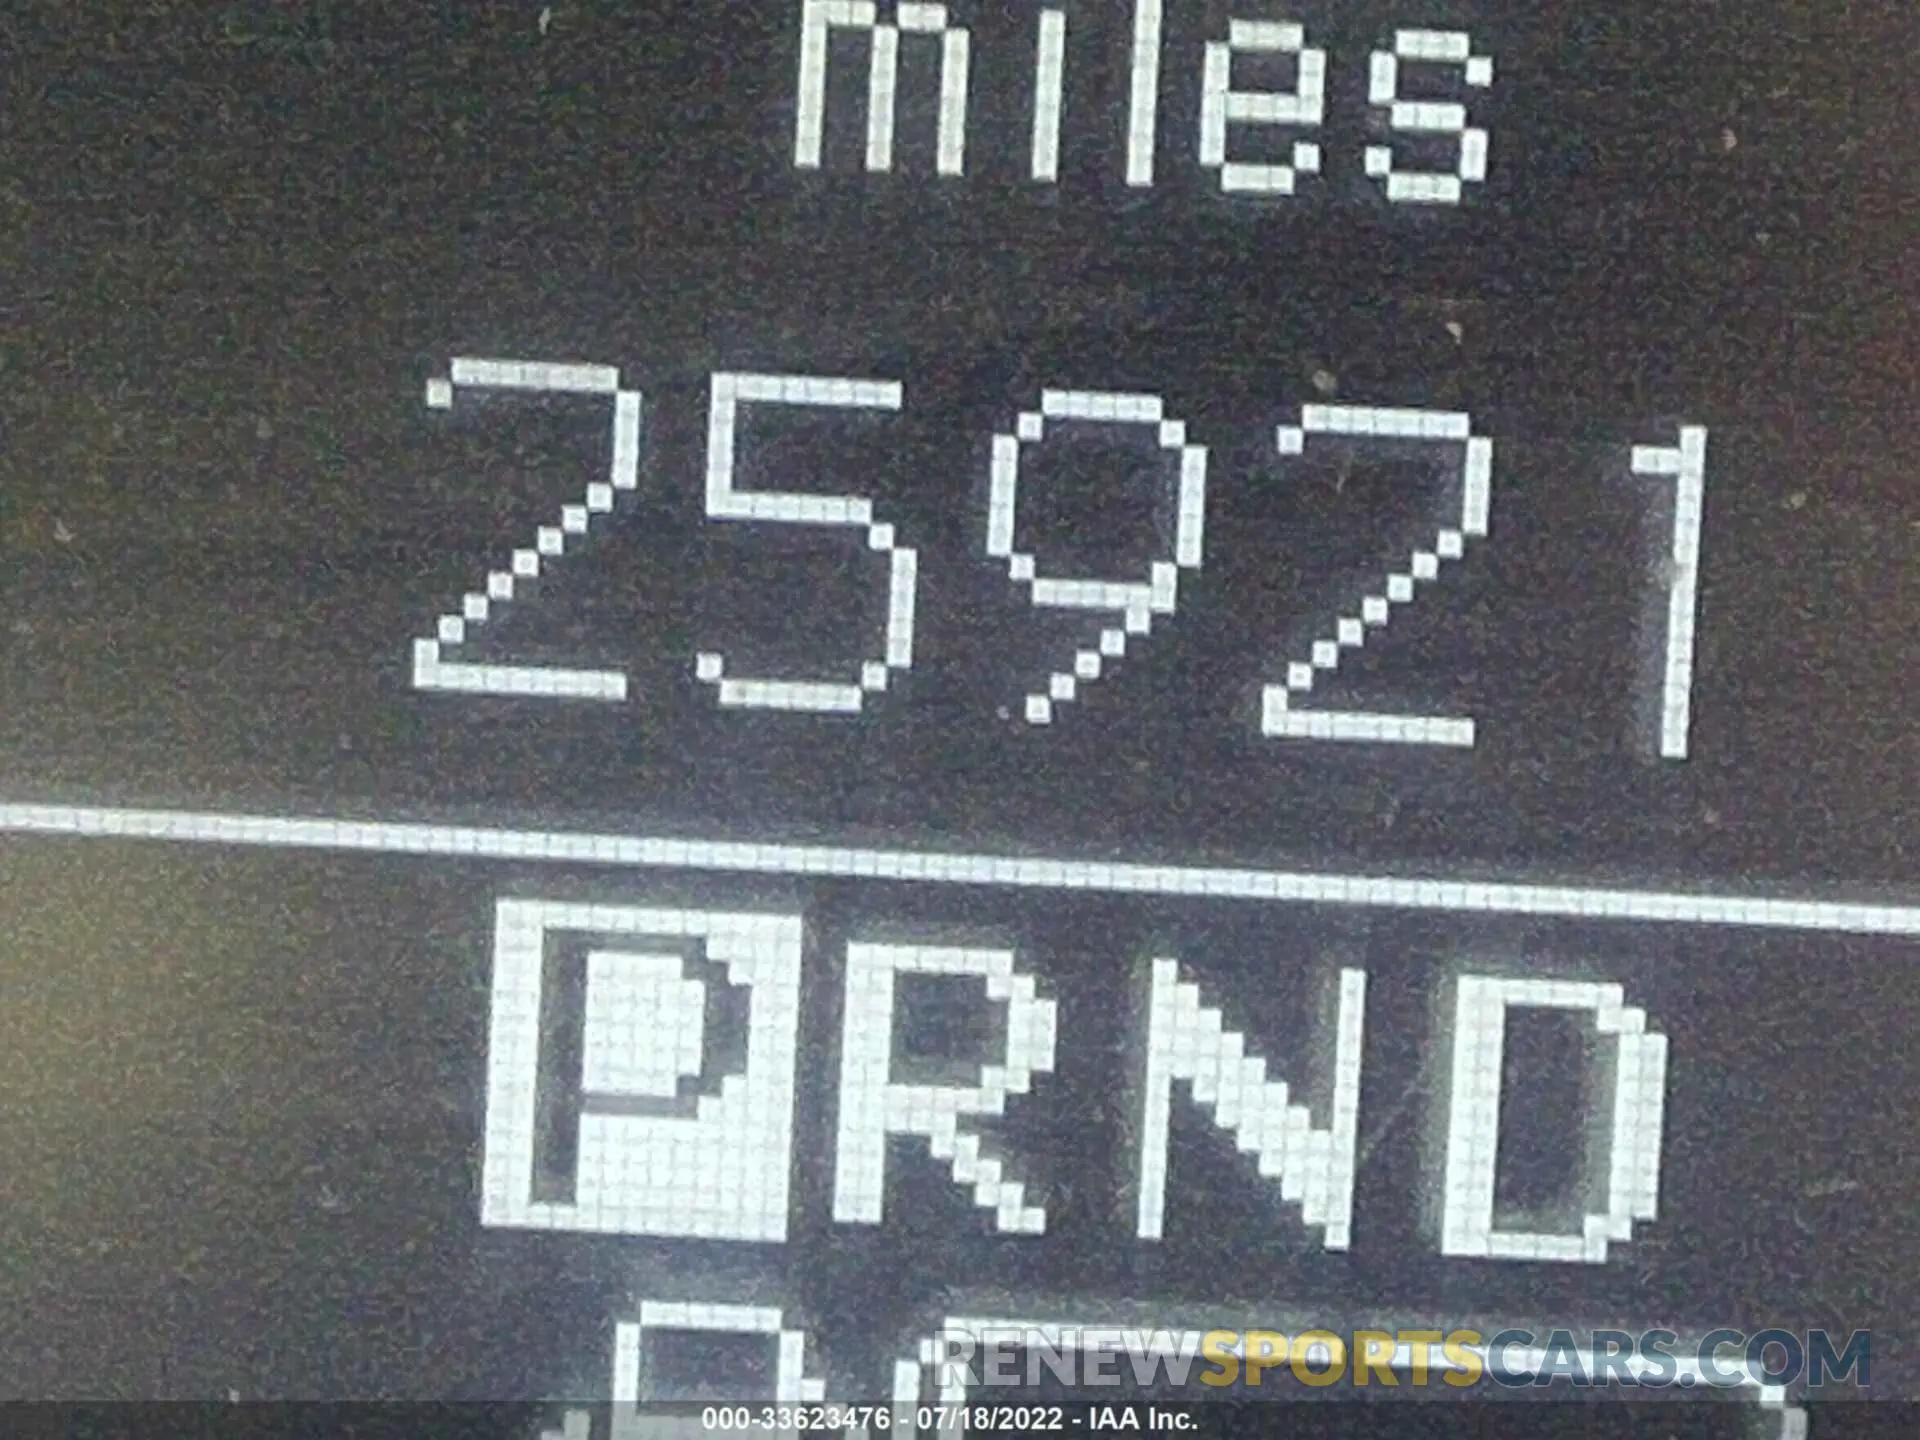 miles
25921
PRND
RENEWSPORTSCARS.COM
000-33623476 - 07/18/2022 - IAA Inc.